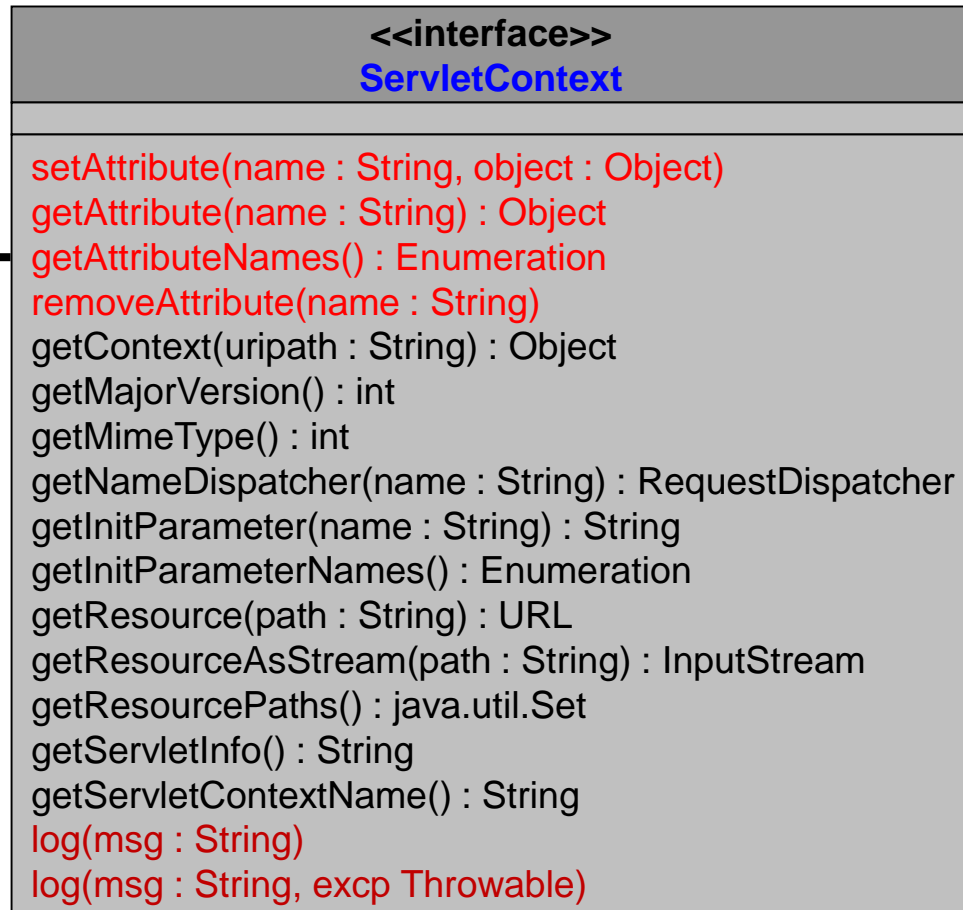 <<interface>>
ServletContext
setAttribute(name : String, object : Object)
getAttribute(name : String) : Object
getAttributeNames() : Enumeration
removeAttribute(name : String)
getContext(uripath : String) : Object
getMajorVersion() : int
getMimeType() : int
getNameDispatcher(name : String) : RequestDispatcher
getInitParameter(name : String) : String
getInitParameterNames() : Enumeration
getResource(path : String) : URL
getResourceAsStream(path : String) : InputStream
getResourcePaths() : java.util.Set
getServletInfo() : String
getServletContextName() : String
log(msg : String)
log(msg : String, excp Throwable)